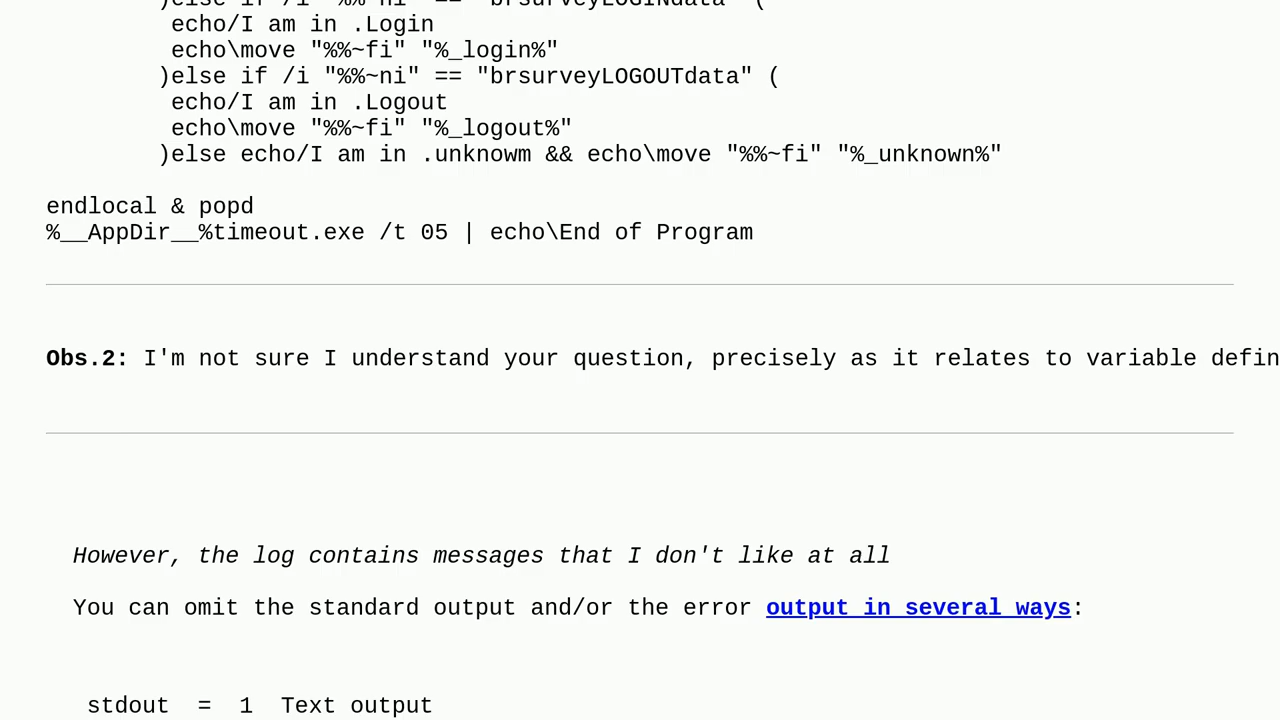 )else if /i "%%~ni" == "brsurveyLOGINdata" (
echo/I am in .Login
echo\move "%%~fi" "%_login%"
)else if /i "%%~ni" == "brsurveyLOGOUTdata" (
echo/I am in .Logout
echo\move "%%~fi" "%_logout%"
)else echo/I am in .unknowm && echo\move "%%~fi" "%_unknown%"
endlocal & popd
%__AppDir__%timeout.exe /t 05 | echo\End of Program
Obs.2: I'm not sure I understand your question, precisely as it relates to variable defin
However, the log contains messages that I don't like at all
You can omit the standard output and/or the error output in several ways:
stdout = 1 Text output